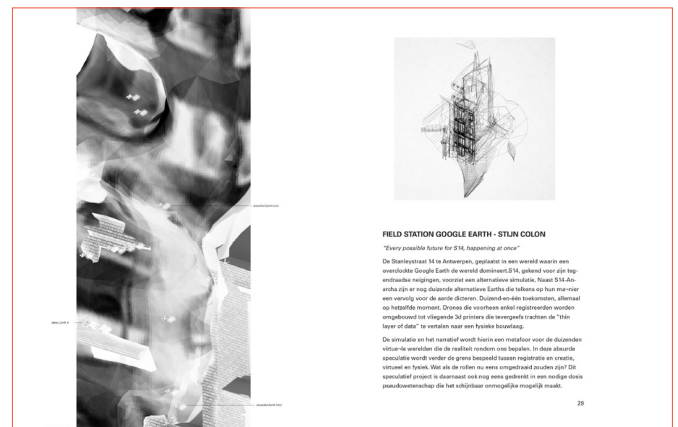 FIELD STATION GOOGLE EARTH - STIJN COLON
"Every possible future for S14, happening at once"
De Stanleystraat 14 te Antwerpen, geplaatst in een wereld waarin een
overclockte Google Earth de wereld domineert.S14, gekend voor zijn teg-
endraadse neigingen, voorziet een alternatieve simulatie, Naast S14-An-
archa zijn er nog duizende alternatieve Earths die telkens op hun ma¬nier
een vervolg voor de aarde dicteren. Duizend-en-één toekomsten, allemaal
op hetzelfde moment. Drones die voorheen enkel registreerden worden
omgebouwd tot vliegende 3d printers die tevergeefs trachten de "thin
layer of data" te vertalen naar een fysieke bouwlaag.
De simulatie en het narratief wordt hierin een metafoor voor de duizenden
virtue¬le werelden die de realiteit rondom ons bepalen. In deze absurde
speculatie wordt verder de grens bespeeld tussen registratie en creatie,
virtueel en fysiek. Wat als de rollen nu eens omgedraaid zouden zijn? Dit
speculatief project is daarnaast ook nog eens gedrenkt in een nodige dosis
pseudowetenschap die het schijnbaar onmogelijke mogelijk maakt.
29